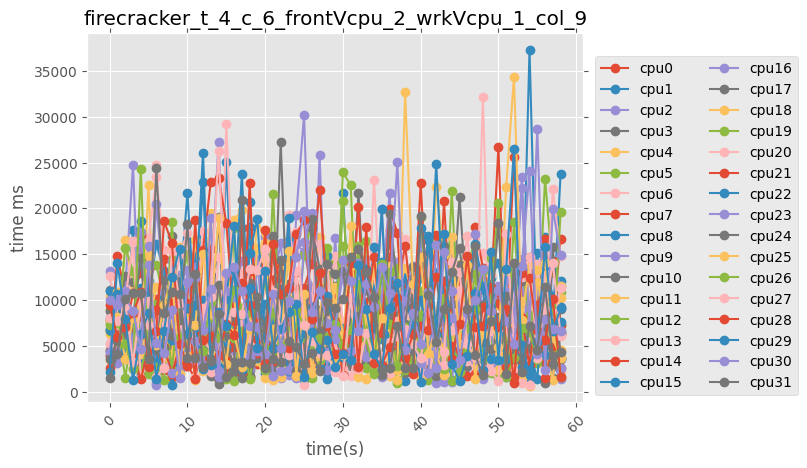 firecracker_t_4_c_6_frontVcpu_2_wrkVcpu_1_col_9
time ms
35000
30000
25000
20000
15000
10000
5000
0
0
10
20
30
40
50
60
time(s)
cpu0
cpu1
cpu2
cpu3
cpu4
cpu5
cpu6
cpu7
cpu8
cpu9
cpu10
cpu11
cpu12
cpu13
cpu14
cpu15
cpu16
cpu17
cpu18
cpu19
cpu20
cpu21
cpu22
cpu23
cpu24
cpu25
cpu26
cpu27
cpu28
cpu29
cpu30
cpu31